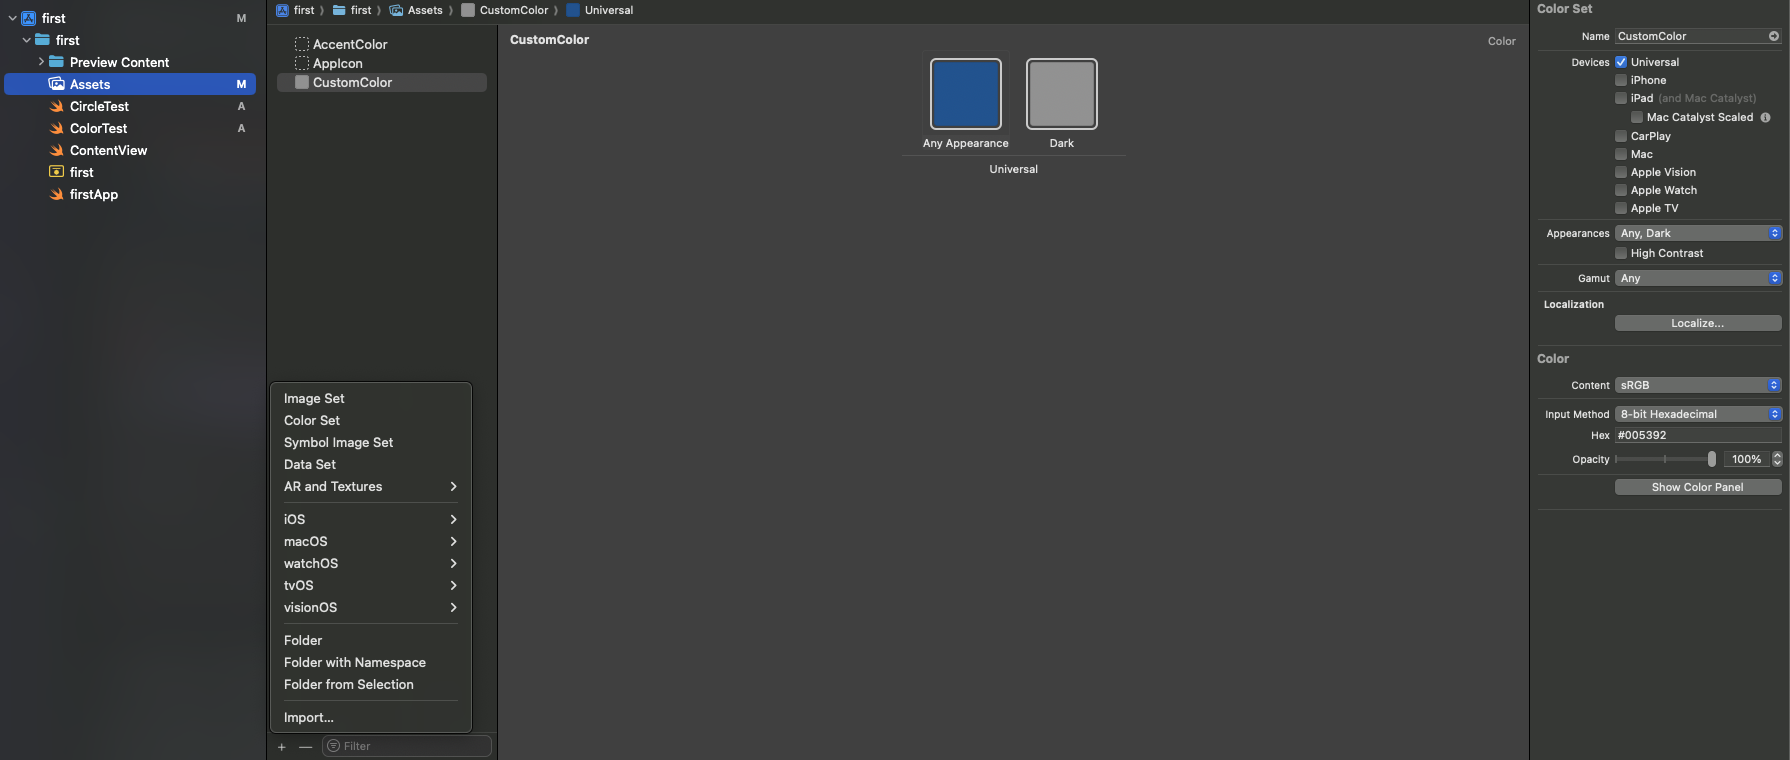 first M
first
Preview Content
Assets M
CircleTest A
ColorTest A
ContentView
first
firstApp
first first Assets CustomColor Universal
AccentColor
AppIcon
CustomColor
Image Set
Color Set
Symbol Image Set
Data Set
AR and Textures
iOS
macOS
watchOS
tvOS
visionOS
Folder
Folder with Namespace
Folder from Selection
Import...
Filter
CustomColor
Color
Any Appearance Dark
Universal
Color Set
Name CustomColor
Devices Universal
iPhone
iPad (and Mac Catalyst)
Mac Catalyst Scaled
CarPlay
Mac
Apple Vision
Apple Watch
Apple TV
Appearances Any, Dark
High Contrast
Gamut Any
Localization
Localize...
Color
Content sRGB
Input Method 8-bit Hexadecimal
Hex #005392
Opacity 100%
Show Color Panel